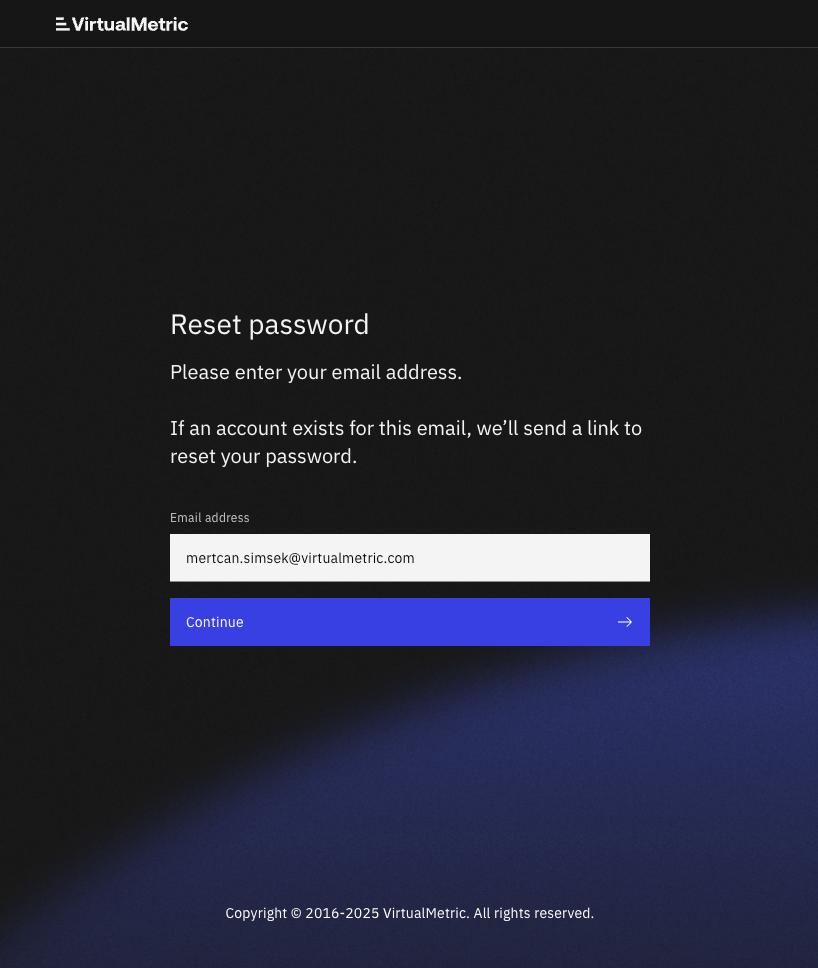 VirtualMetric
Reset password
Please enter your email address.
If an account exists for this email, we’ll send a link to
reset your password.
Email address
mertcan.simsek@virtualmetric.com
Continue
Copyright © 2016-2025 VirtualMetric. All rights reserved.